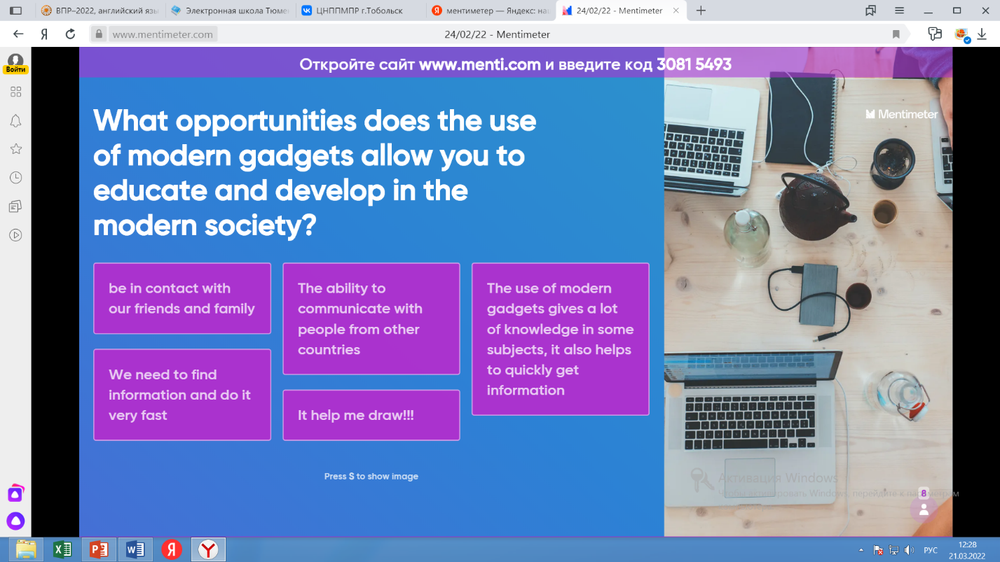 ВПР–2022, английский язы
Электронная школа Тюме
ЦНППМПР г.Тобольск
ментиметер — Яндекс: на
24/02/22 - Mentimeter
www.mentimeter.com
24/02/22 - Mentimeter
Войти
Откройте сайт www.menti.com и введите код 3081 5493
Mentimeter
What opportunities does the use
of modern gadgets allow you to
educate and develop in the
modern society?
be in contact with
our friends and family
We need to find
information and do it
very fast
The ability to
communicate with
people from other
countries
It help me draw!!!
The use of modern
gadgets gives a lot
of knowledge in some
subjects, it also helps
to quickly get
information
Press S to show image
Активация Windows
Чтобы активировать Windows, перейдите к параметрам
8
РУС
12:28
21.03.2022